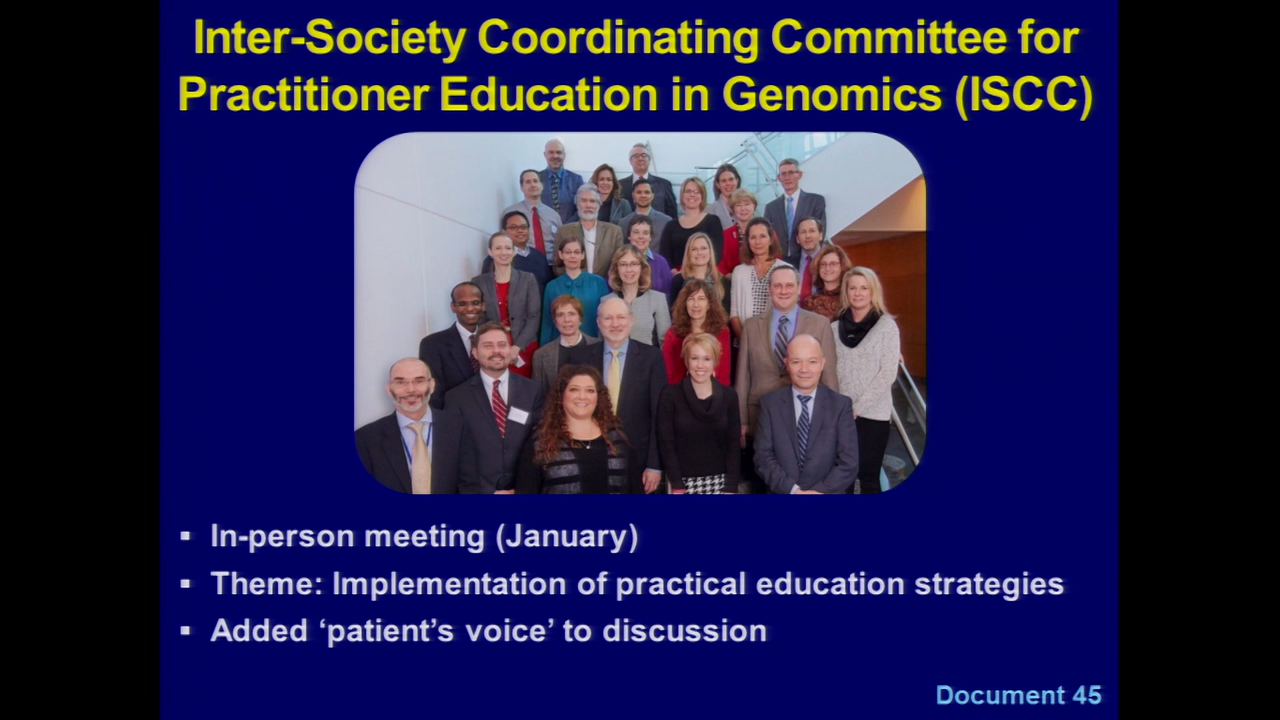 Inter-Society Coordinating Committee for
Practitioner Education in Genomics (ISCC)
▪ In-person meeting (January)
▪ Theme: Implementation of practical education strategies
▪ Added ‘patient’s voice’ to discussion
Document 45